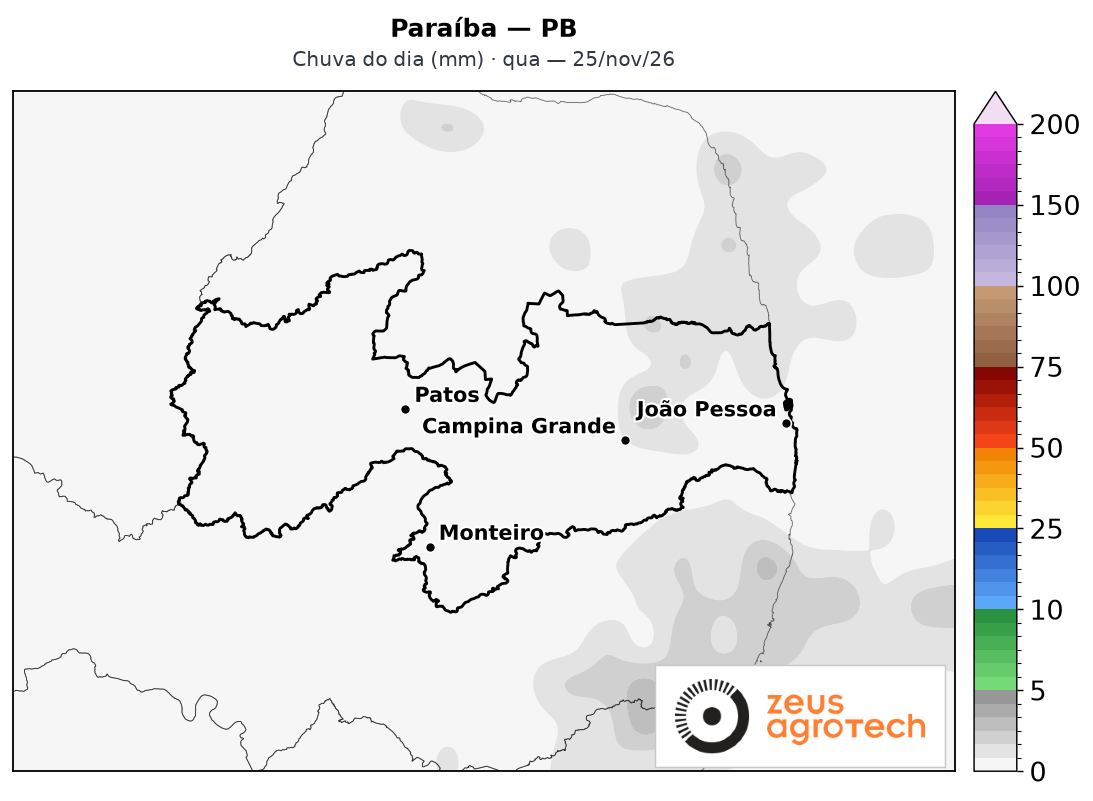 Paraíba — PB
Chuva do dia (mm) · qua — 25/nov/26
200
150
100
75
50
25
10
5
0
Patos
Campina Grande
João Pessoa
Monteiro
zeus
agrotech